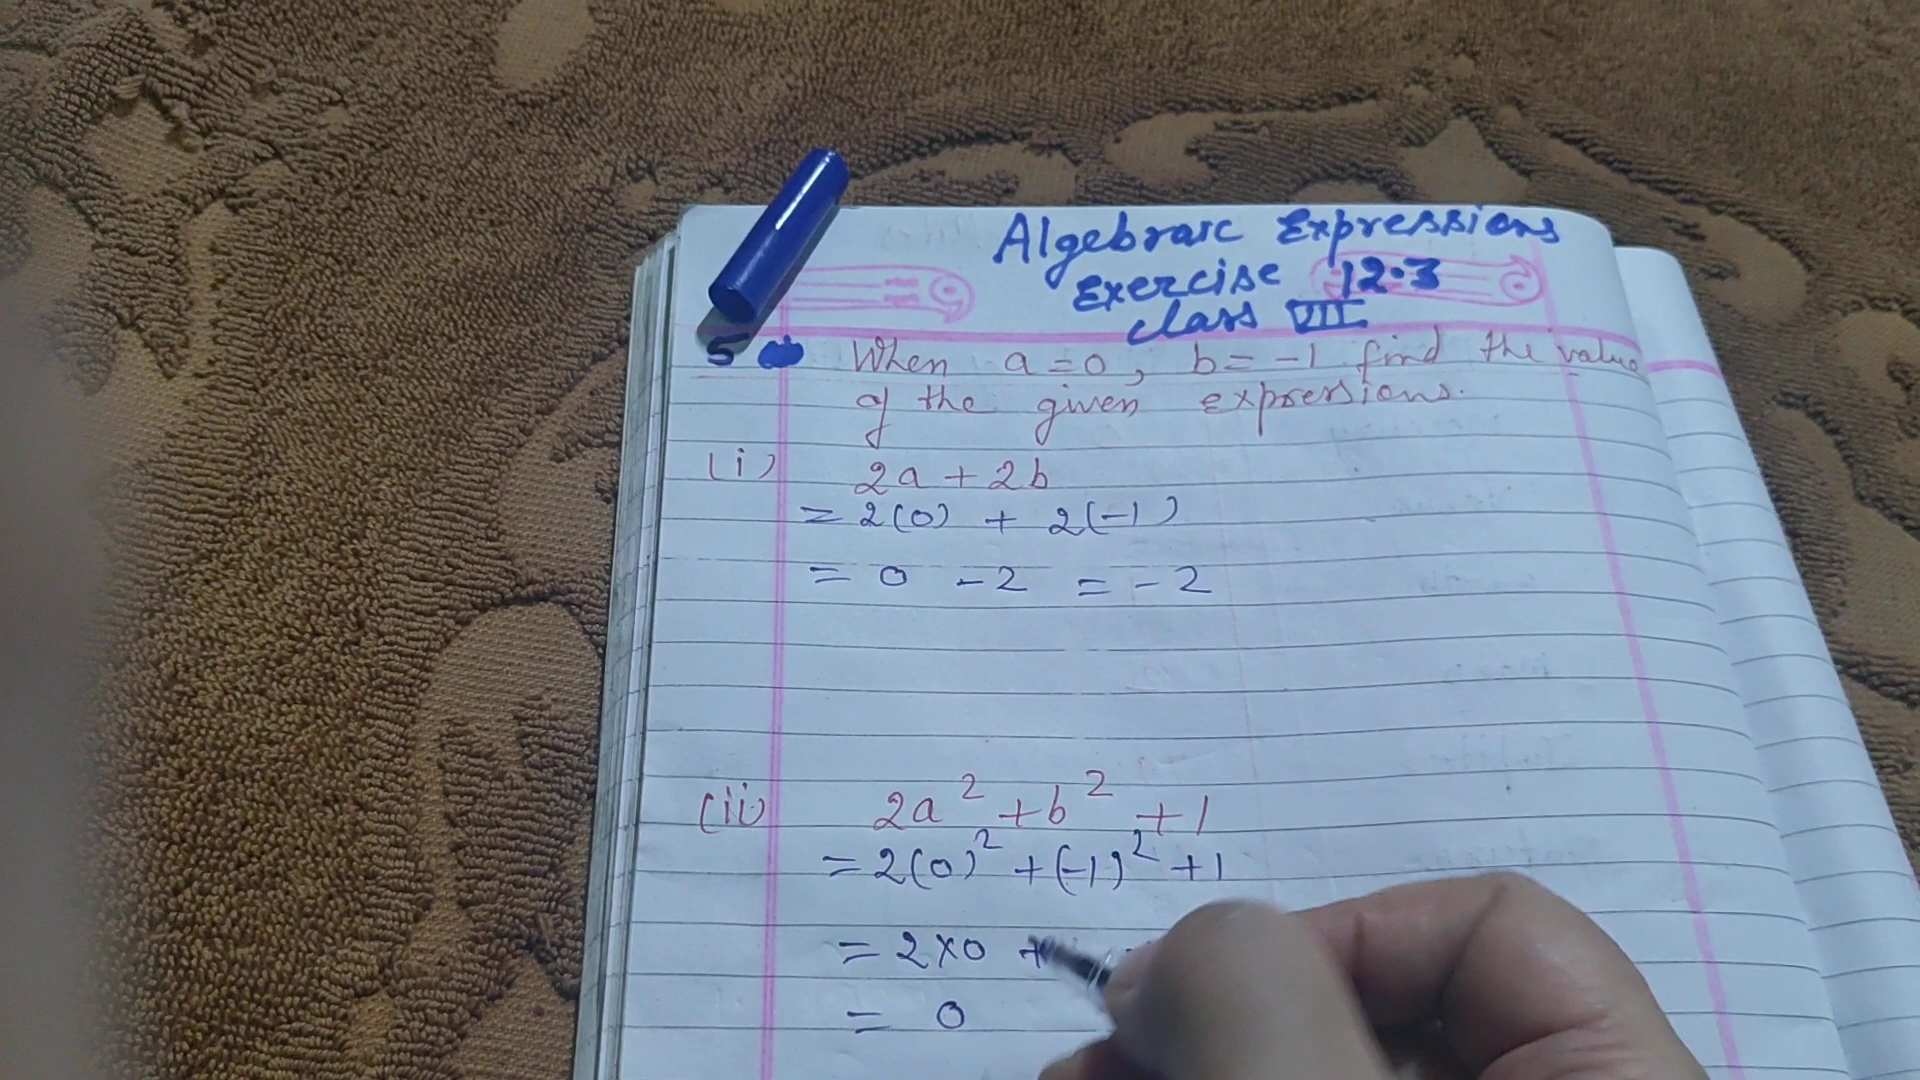 Algebraic Expressions
Exercise 12.3
class VII
5 When a=0, b=-1 find the value
of the given expressions.
(i) 2a+2b
= 2(0) + 2(-1)
= 0 -2 = -2
(ii) 2a² +b² +1
= 2(0)² +(-1)² +1
= 2×0 +
= 0